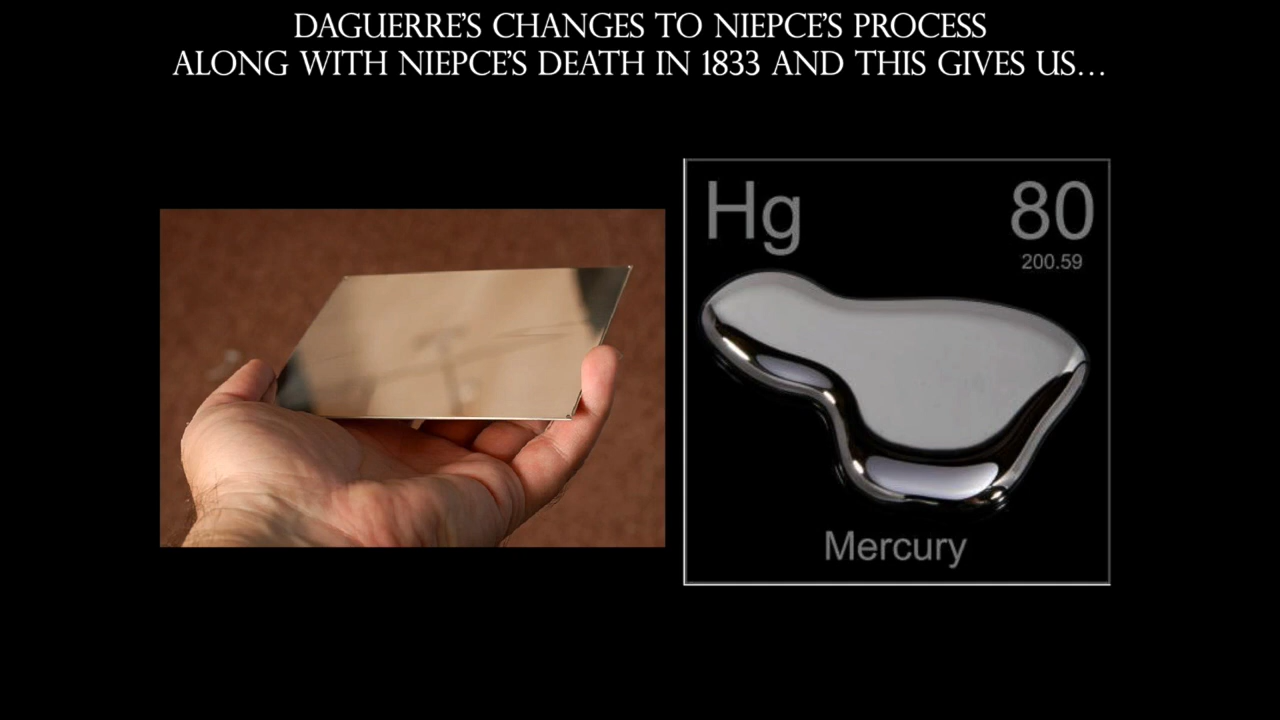 DAGUERRE'S CHANGES TO NIEPCE'S PROCESS
ALONG WITH NIEPCE'S DEATH IN 1833 AND THIS GIVES US…
Hg
80
200.59
Mercury